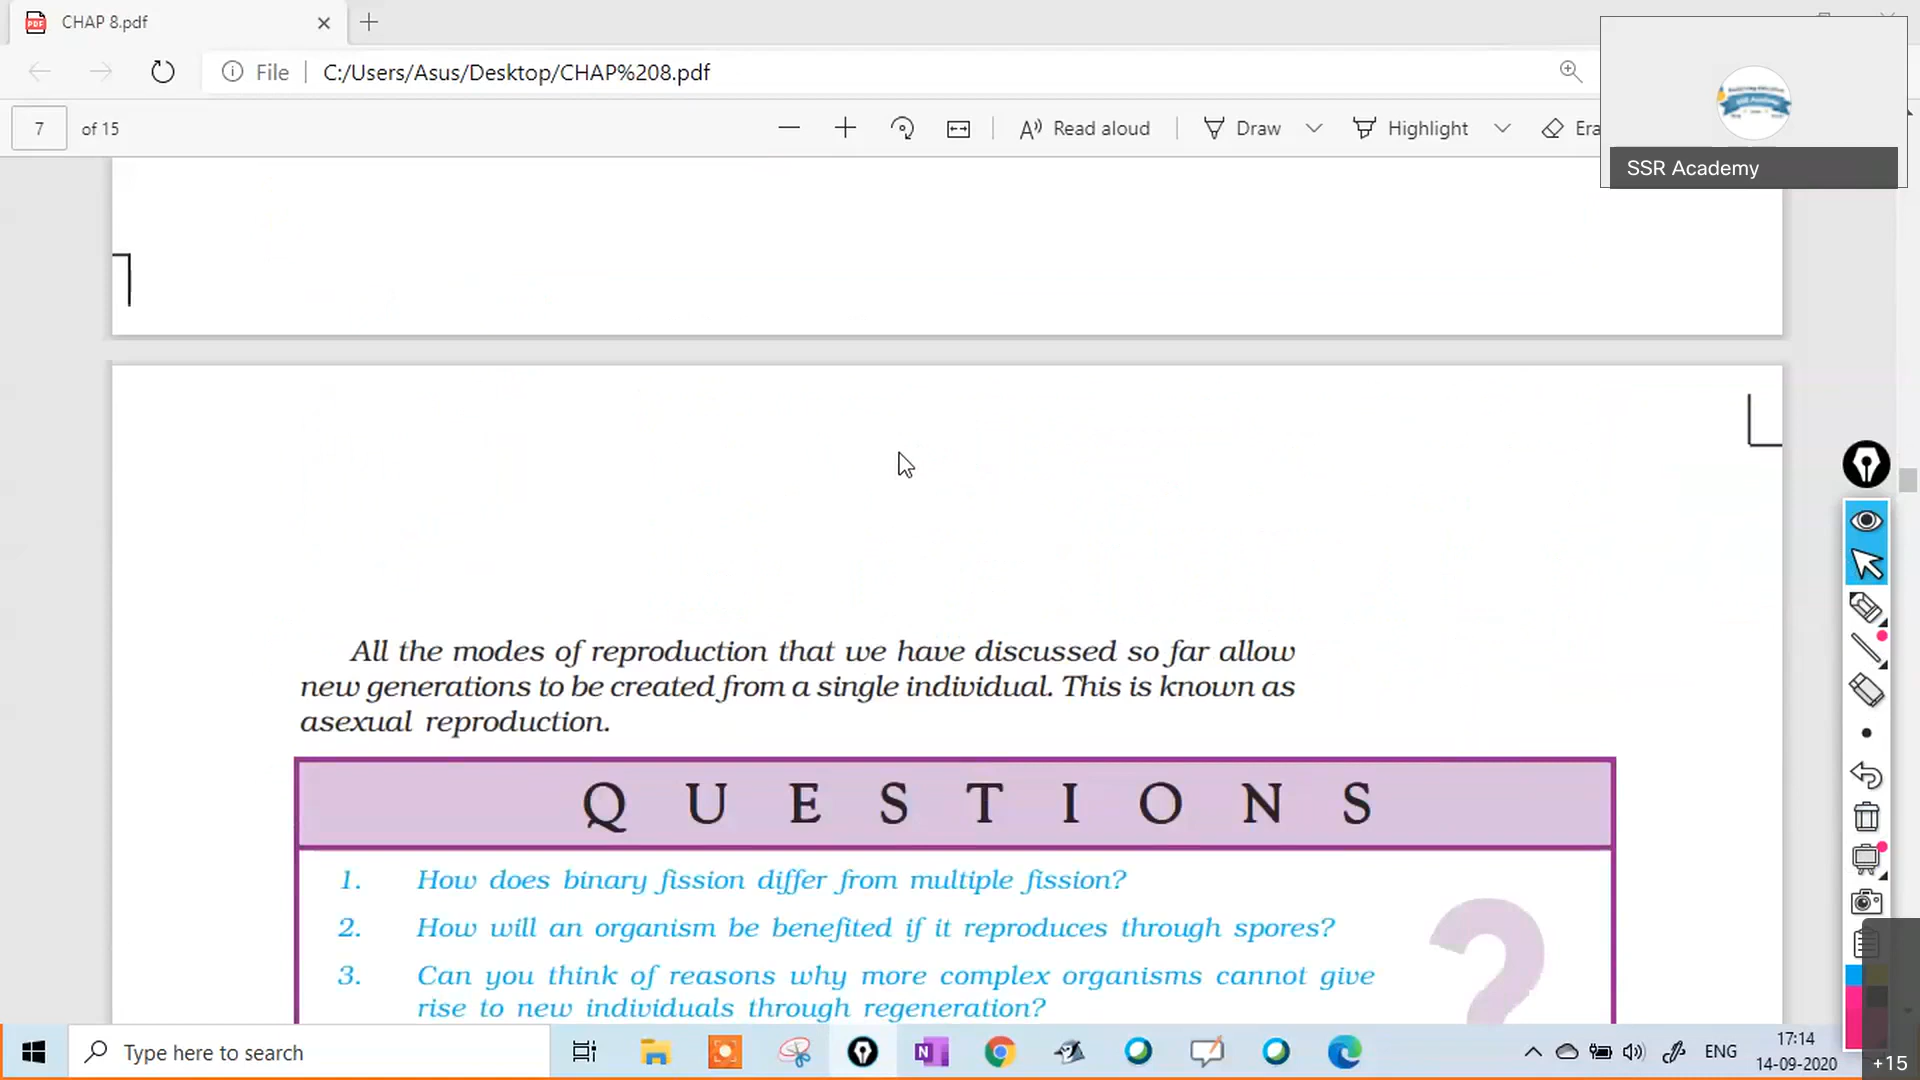 CHAP 8.pdf
File
C:/Users/Asus/Desktop/CHAP%208.pdf
7 of 15
Read aloud
Draw
Highlight
Era
SSR Academy
All the modes of reproduction that we have discussed so far allow
new generations to be created from a single individual. This is known as
asexual reproduction.
QUESTIONS
1. How does binary fission differ from multiple fission?
2. How will an organism be benefited if it reproduces through spores?
3. Can you think of reasons why more complex organisms cannot give
rise to new individuals through regeneration?
?
Type here to search
ENG
17:14
14-09-2020
+15